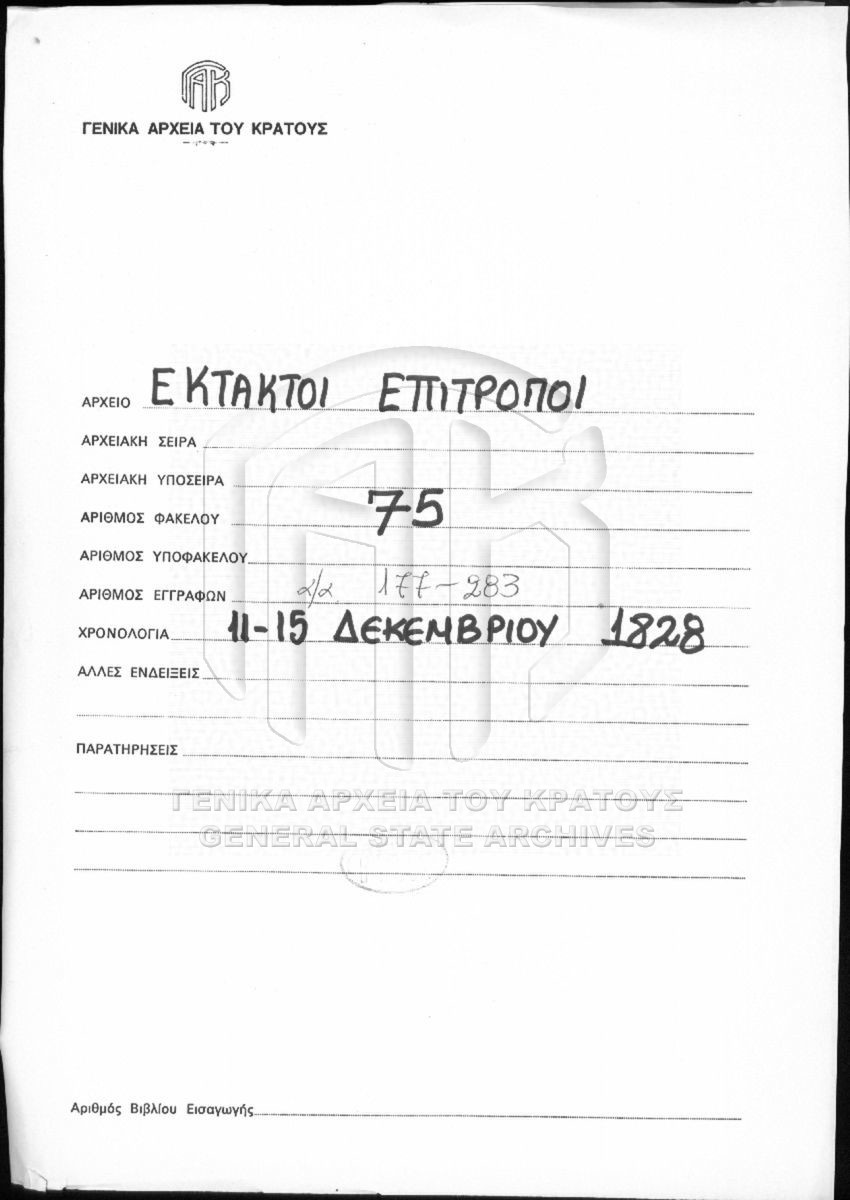 ΓΑΚ
ΓΕΝΙΚΑ ΑΡΧΕΙΑ ΤΟΥ ΚΡΑΤΟΥΣ
ΑΡΧΕΙΟ ΕΚΤΑΚΤΟΙ ΕΠΙΤΡΟΠΟΙ
ΑΡΧΕΙΑΚΗ ΣΕΙΡΑ
ΑΡΧΕΙΑΚΗ ΥΠΟΣΕΙΡΑ
ΑΡΙΘΜΟΣ ΦΑΚΕΛΟΥ 75
ΑΡΙΘΜΟΣ ΥΠΟΦΑΚΕΛΟΥ
ΑΡΙΘΜΟΣ ΕΓΓΡΑΦΩΝ α/α 177-283
ΧΡΟΝΟΛΟΓΙΑ 11-15 ΔΕΚΕΜΒΡΙΟΥ 1828
ΑΛΛΕΣ ΕΝΔΕΙΞΕΙΣ
ΠΑΡΑΤΗΡΗΣΕΙΣ
ΓΕΝΙΚΑ ΑΡΧΕΙΑ ΤΟΥ ΚΡΑΤΟΥΣ
GENERAL STATE ARCHIVES
Αριθμός Βιβλίου Εισαγωγής